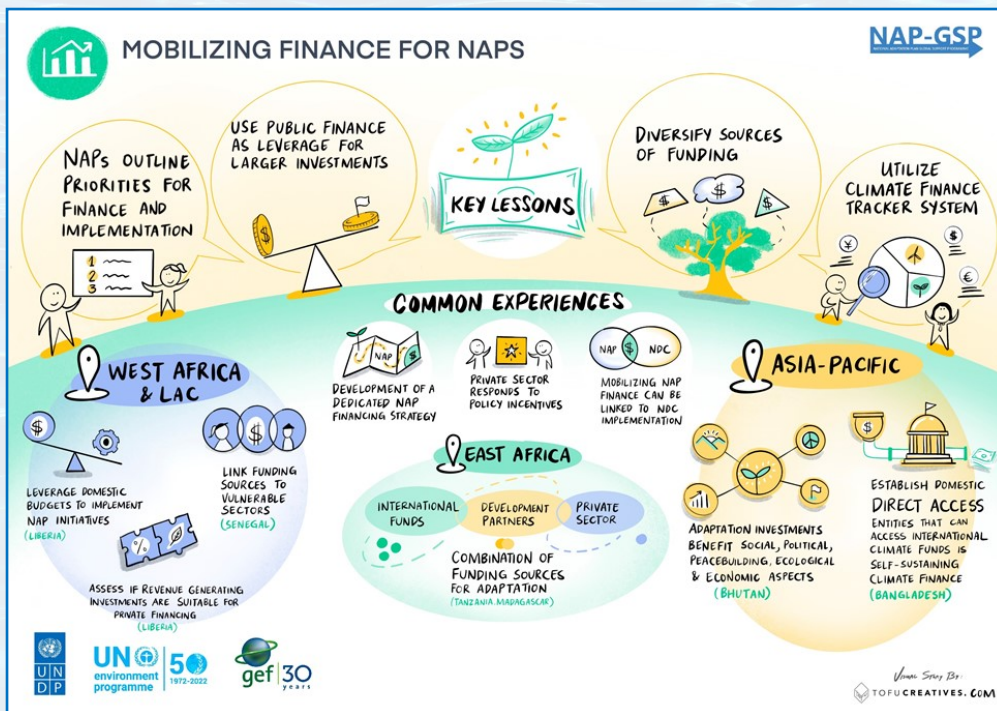 MOBILIZING FINANCE FOR NAPS
NAP-GSP
NAPs OUTLINE
PRIORITIES FOR
FINANCE AND
IMPLEMENTATION
1
2
3
USE PUBLIC FINANCE
AS LEVERAGE FOR
LARGER INVESTMENTS
$
KEY LESSONS
DIVERSIFY SOURCES
OF FUNDING
$ $ $
UTILIZE
CLIMATE FINANCE
TRACKER SYSTEM
¥
$
€
COMMON EXPERIENCES
NAP $
DEVELOPMENT OF A
DEDICATED NAP
FINANCING STRATEGY
PRIVATE SECTOR
RESPONDS TO
POLICY INCENTIVES
NAP $ NDC
MOBILIZING NAP
FINANCE CAN BE
LINKED TO NDC
IMPLEMENTATION
WEST AFRICA
& LAC
$
LEVERAGE DOMESTIC
BUDGETS TO IMPLEMENT
NAP INITIATIVES
(LIBERIA)
$
LINK FUNDING
SOURCES TO
VULNERABLE
SECTORS
(SENEGAL)
%
ASSESS IF REVENUE GENERATING
INVESTMENTS ARE SUITABLE FOR
PRIVATE FINANCING
(LIBERIA)
EAST AFRICA
INTERNATIONAL
FUNDS
DEVELOPMENT
PARTNERS
PRIVATE
SECTOR
COMBINATION OF
FUNDING SOURCES
FOR ADAPTATION
(TANZANIA. MADAGASCAR)
ASIA-PACIFIC
ADAPTATION INVESTMENTS
BENEFIT SOCIAL, POLITICAL,
PEACEBUILDING, ECOLOGICAL
& ECONOMIC ASPECTS
(BHUTAN)
$
ESTABLISH DOMESTIC
DIRECT ACCESS
ENTITIES THAT CAN
ACCESS INTERNATIONAL
CLIMATE FUNDS IS
SELF-SUSTAINING
CLIMATE FINANCE
(BANGLADESH)
U N
D P
UN
environment
programme
50
1972-2022
gef 30
years
Visual Story By:
TOFUCREATIVES.COM